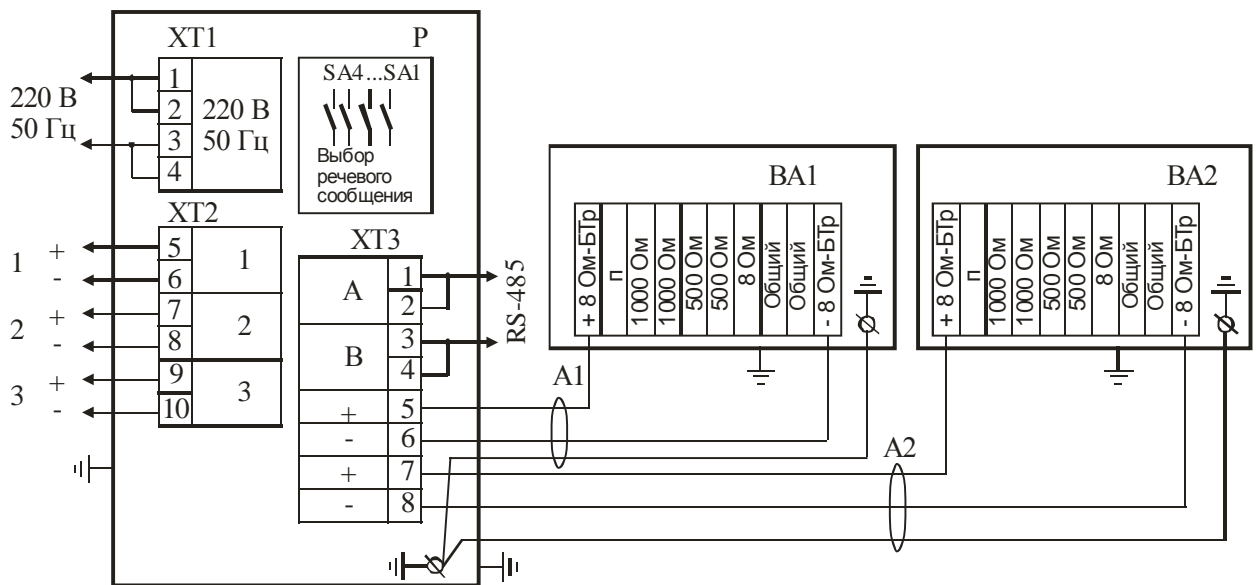 XT1
P
220 В
50 Гц
1
2
3
4
220 В
50 Гц
SA4...SA1
Выбор
речевого
сообщения
XT2
1
+
-
2
+
-
3
+
-
5
6
7
8
9
10
1
2
3
XT3
A
B
+
-
+
-
1
2
3
4
5
6
7
8
RS-485
A1
A2
BA1
+ 8 Ом-БТр
п
1000 Ом
1000 Ом
500 Ом
500 Ом
8 Ом
Общий
Общий
- 8 Ом-БТр
BA2
+ 8 Ом-БТр
п
1000 Ом
1000 Ом
500 Ом
500 Ом
8 Ом
Общий
Общий
- 8 Ом-БТр